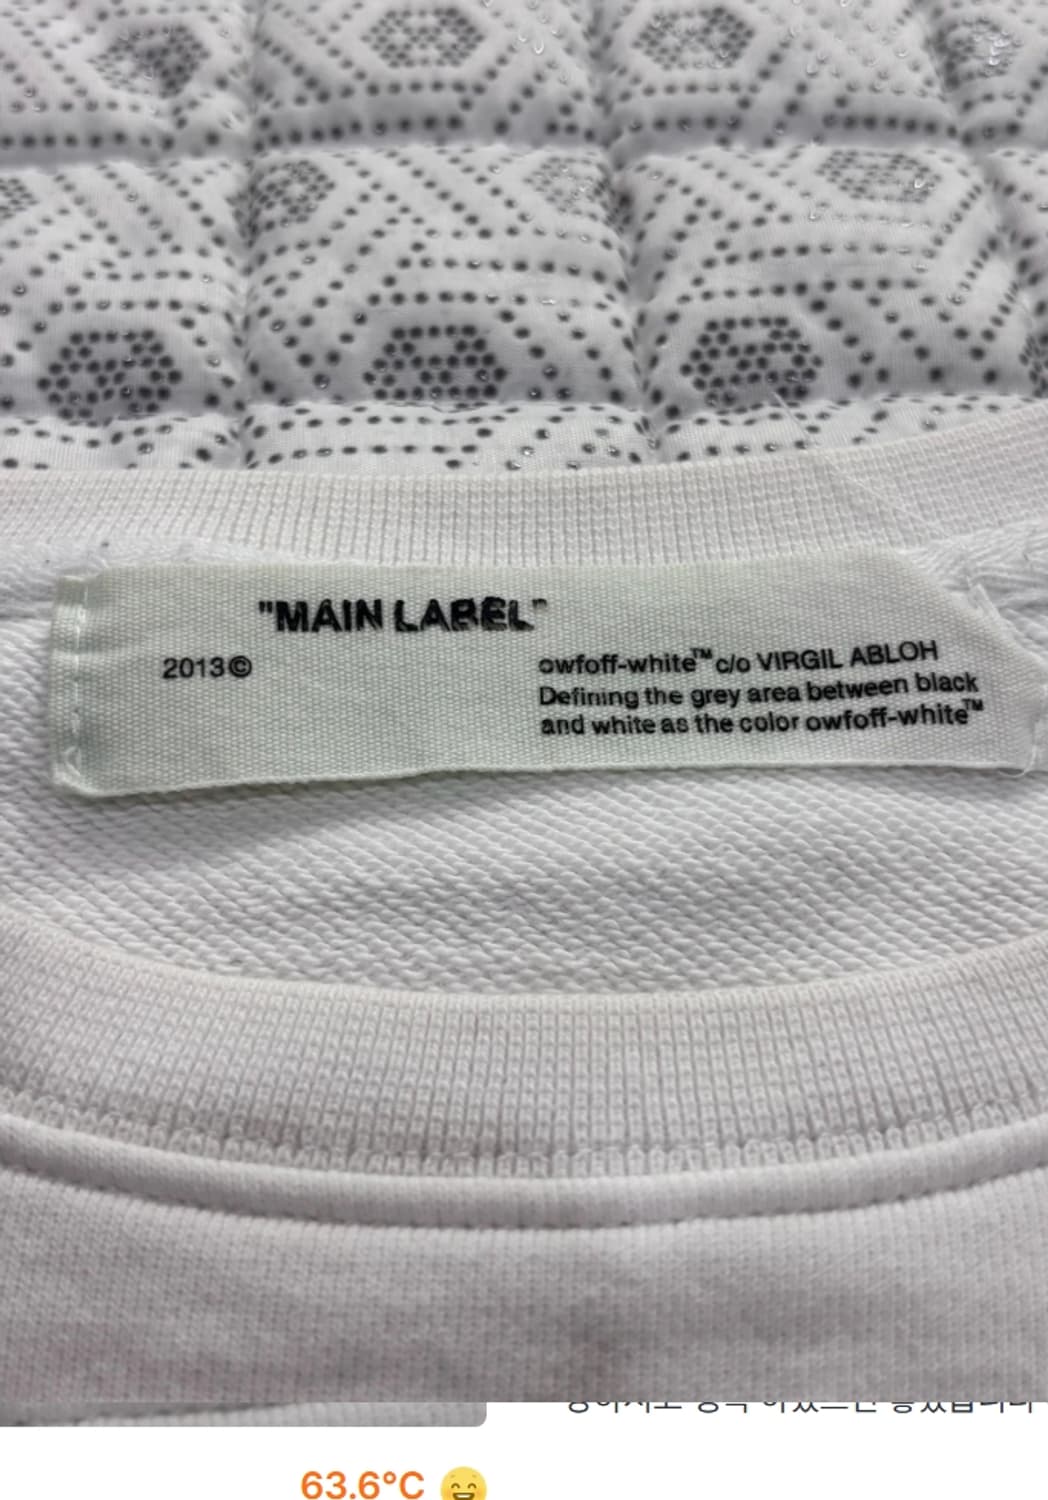 "MAIN LABEL"
2013©
owfoff-white™ c/o VIRGIL ABLOH
Defining the grey area between black
and white as the color owfoff-white™
63.6°C